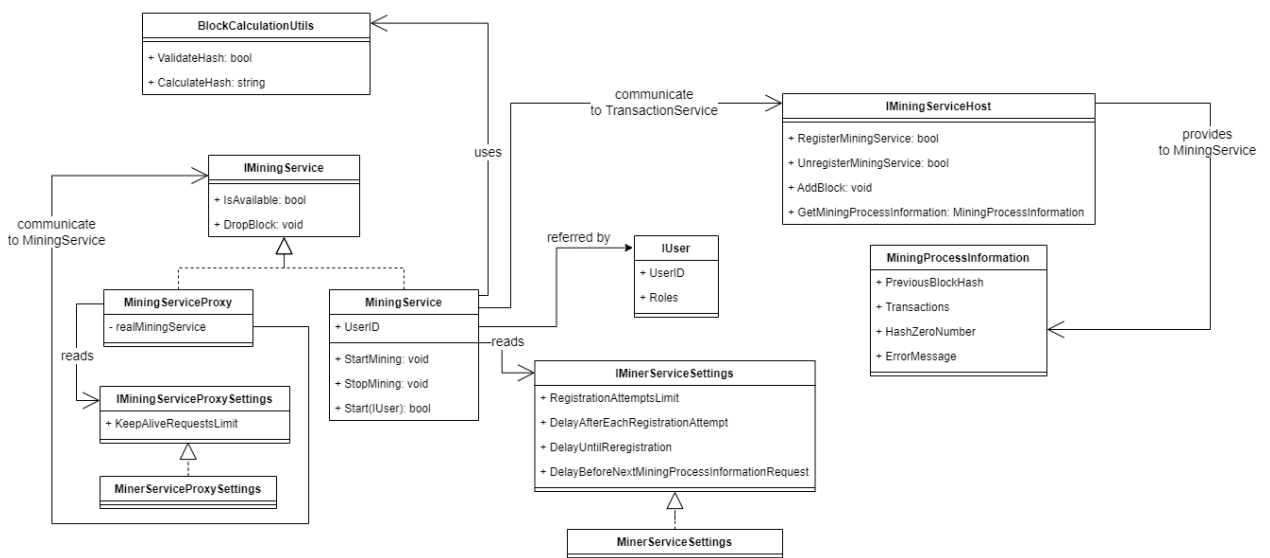 BlockCalculationUtils
+ ValidateHash: bool
+ CalculateHash: string
uses
communicate
to TransactionService
IMiningServiceHost
+ RegisterMiningService: bool
+ UnregisterMiningService: bool
+ AddBlock: void
+ GetMiningProcessInformation: MiningProcessInformation
provides
to MiningService
IMiningService
+ IsAvailable: bool
+ DropBlock: void
communicate
to MiningService
referred by
IUser
+ UserID
+ Roles
MiningProcessInformation
+ PreviousBlockHash
+ Transactions
+ HashZeroNumber
+ ErrorMessage
MiningServiceProxy
- realMiningService
MiningService
+ UserID
+ StartMining: void
+ StopMining: void
+ Start(IUser): bool
reads
reads
IMiningServiceProxySettings
+ KeepAliveRequestsLimit
MinerServiceProxySettings
IMinerServiceSettings
+ RegistrationAttemptsLimit
+ DelayAfterEachRegistrationAttempt
+ DelayUntilReregistration
+ DelayBeforeNextMiningProcessInformationRequest
MinerServiceSettings